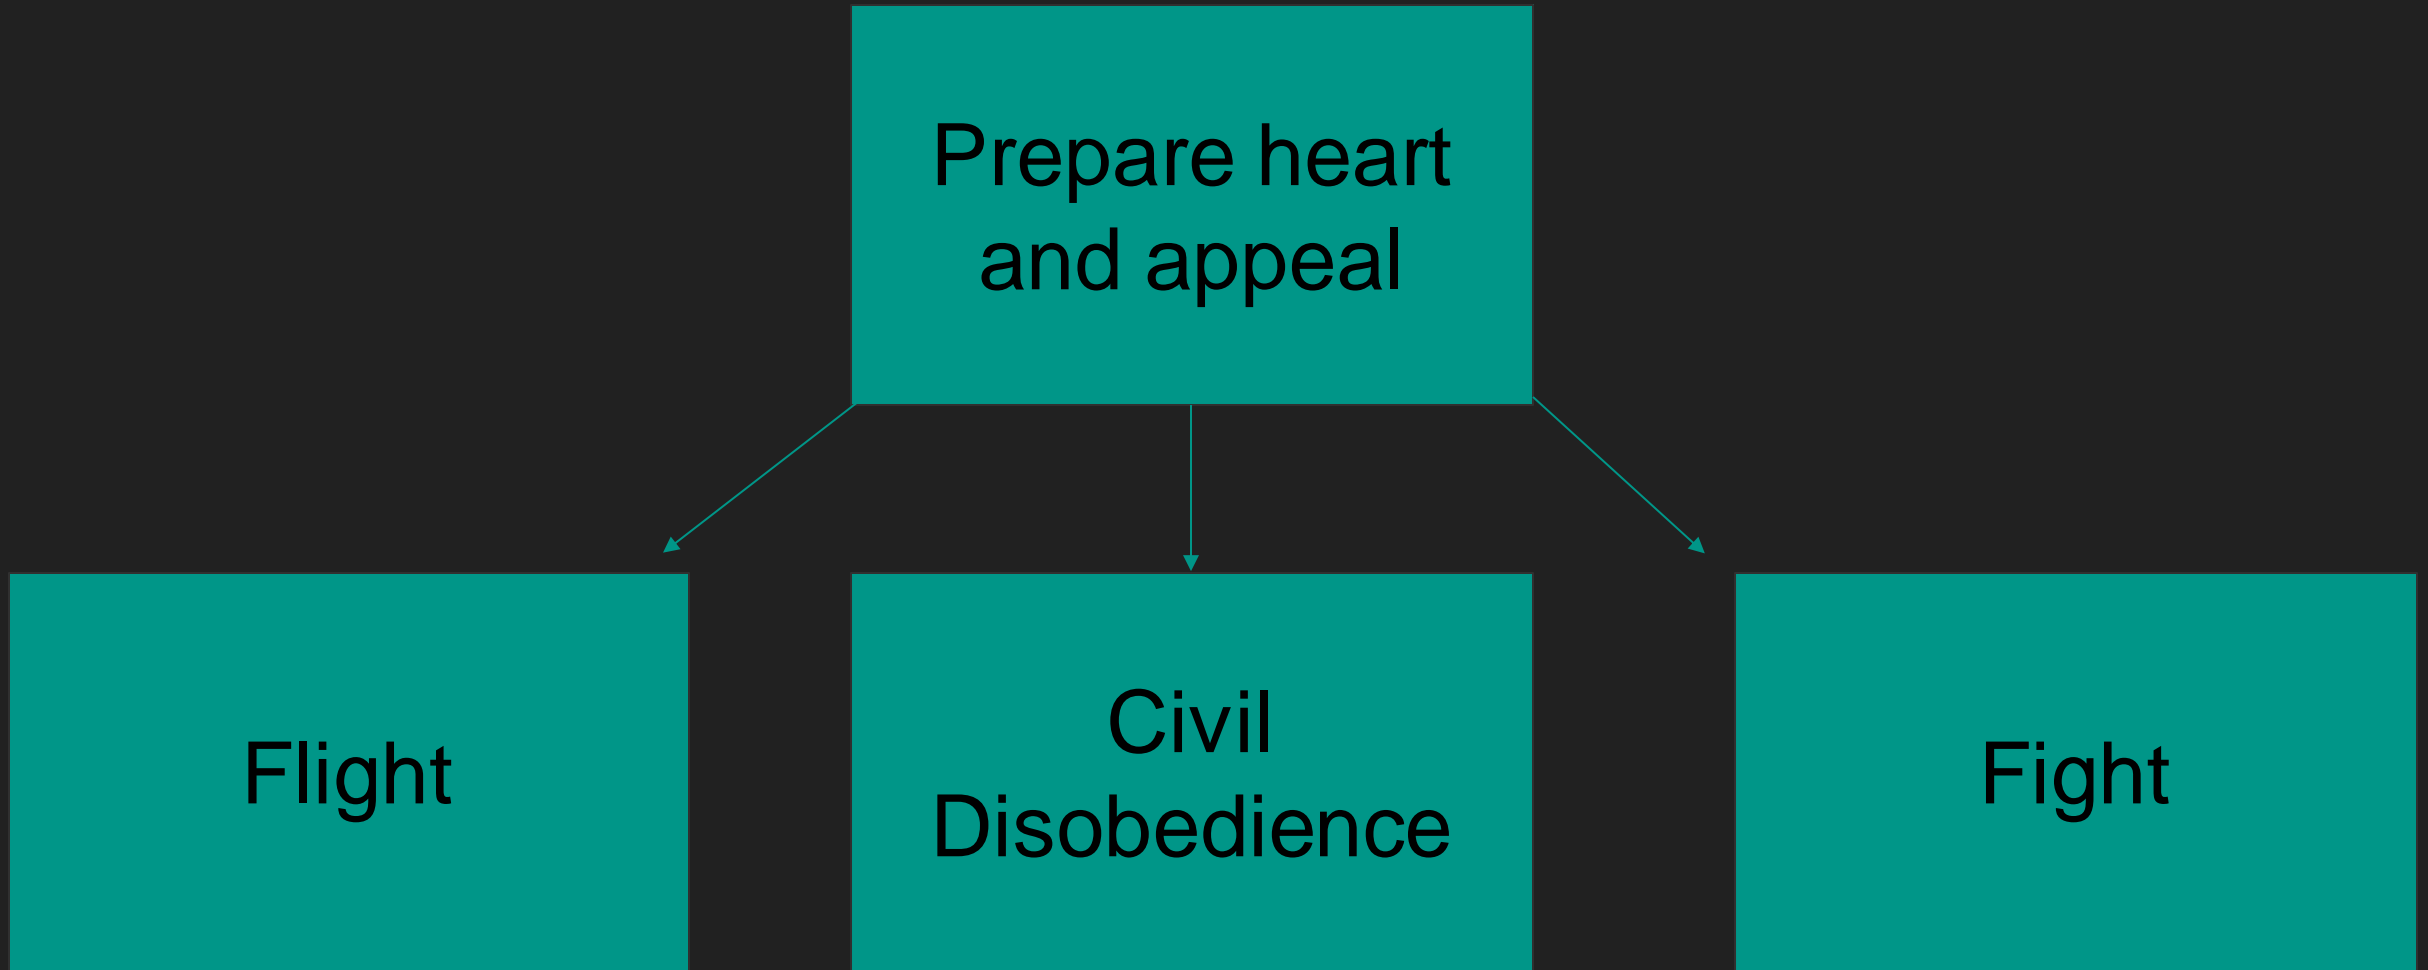 Prepare heart
and appeal
Flight
Civil
Disobedience
Fight